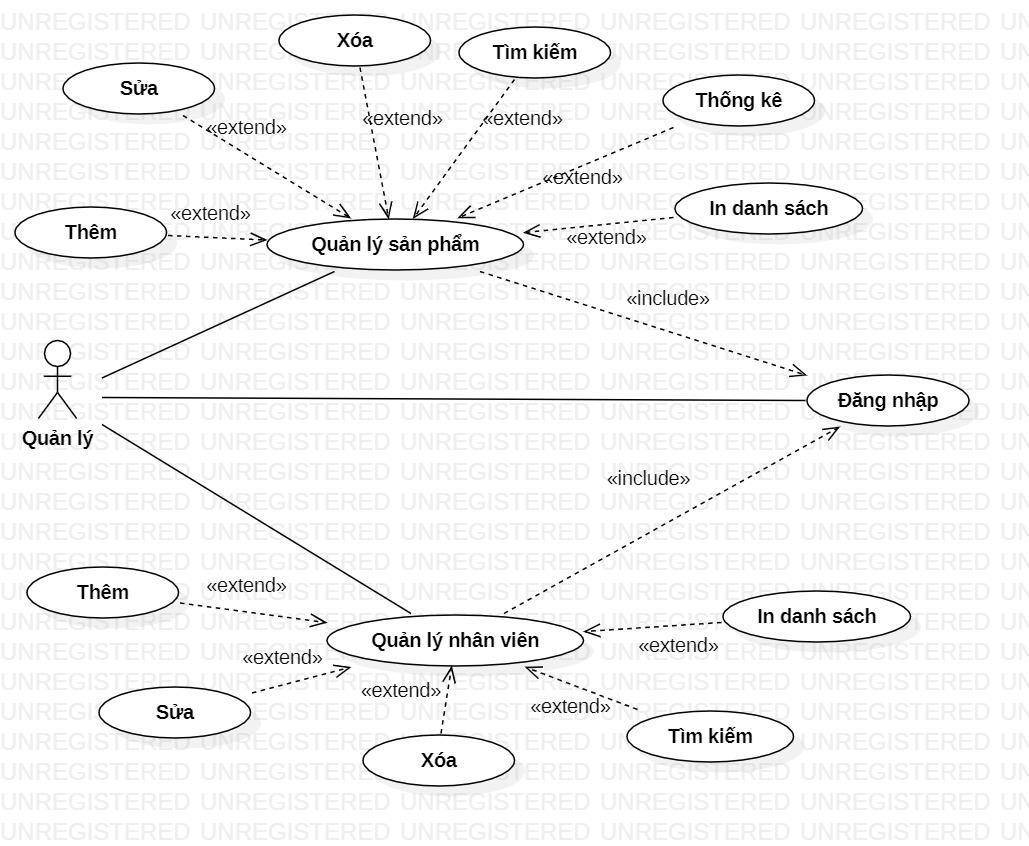 Xóa
Tìm kiếm
Sửa
Thống kê
«extend»
«extend»
«extend»
«extend»
«extend»
In danh sách
Thêm
«extend»
Quản lý sản phẩm
«include»
Đăng nhập
Quản lý
«include»
Thêm
«extend»
In danh sách
Quản lý nhân viên
«extend»
«extend»
«extend»
«extend»
Sửa
Tìm kiếm
Xóa
UNREGISTERED